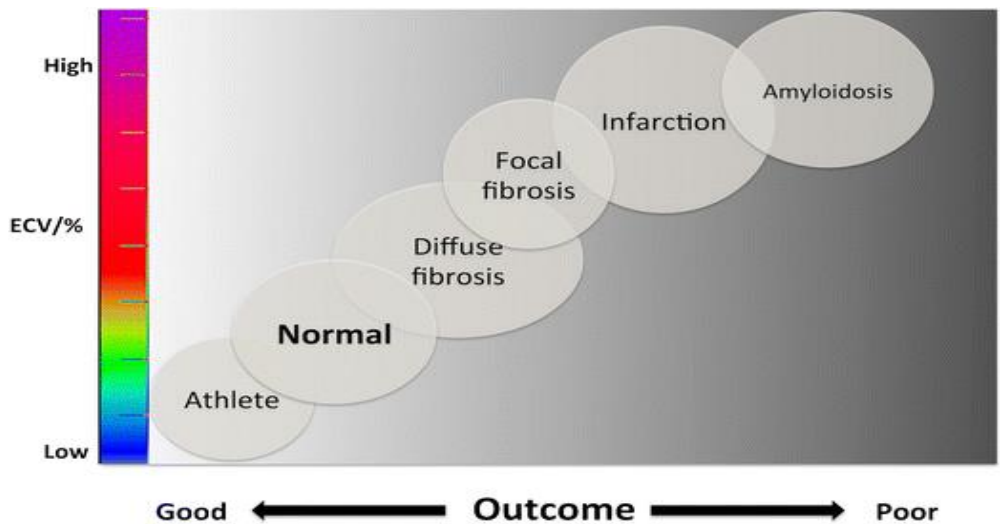 High
ECV/%
Low
Amyloidosis
Infarction
Focal
fibrosis
Diffuse
fibrosis
Normal
Athlete
Good
Outcome
Poor